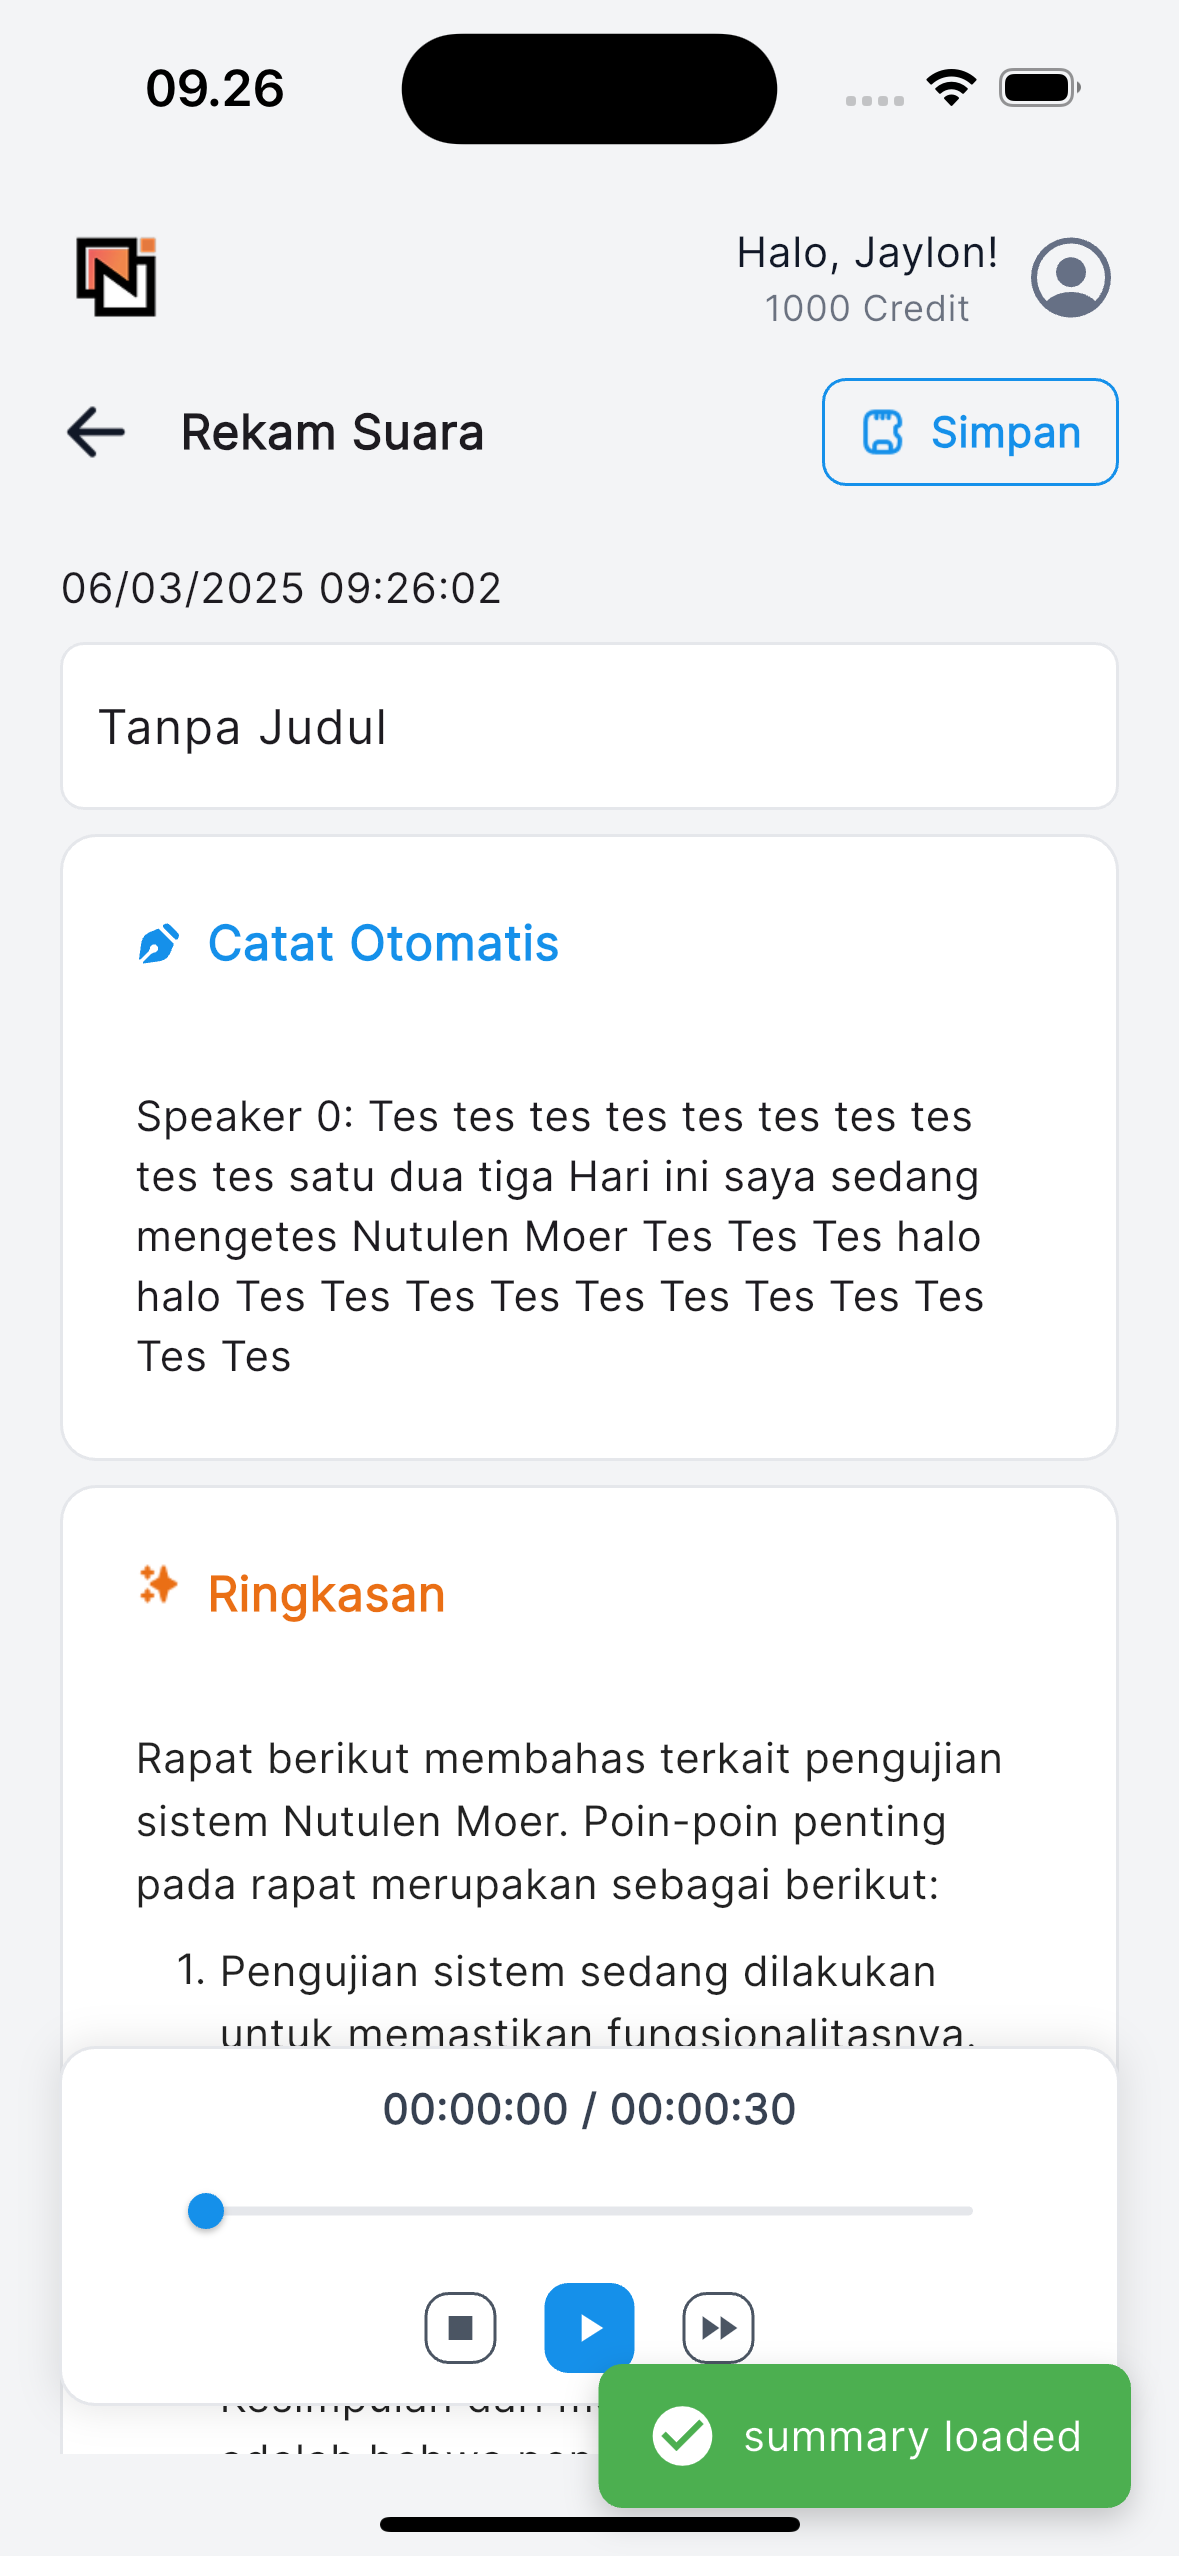 09.26
Halo, Jaylon!
1000 Credit
Rekam Suara
Simpan
06/03/2025 09:26:02
Tanpa Judul
Catat Otomatis
Speaker 0: Tes tes tes tes tes tes tes tes
tes tes satu dua tiga Hari ini saya sedang
mengetes Nutulen Moer Tes Tes Tes halo
halo Tes Tes Tes Tes Tes Tes Tes Tes Tes
Tes Tes
Ringkasan
Rapat berikut membahas terkait pengujian
sistem Nutulen Moer. Poin-poin penting
pada rapat merupakan sebagai berikut:
1. Pengujian sistem sedang dilakukan
untuk memastikan fungsionalitasnya.
00:00:00 / 00:00:30
Kesimpulan dari
adalah bahwa
summary loaded